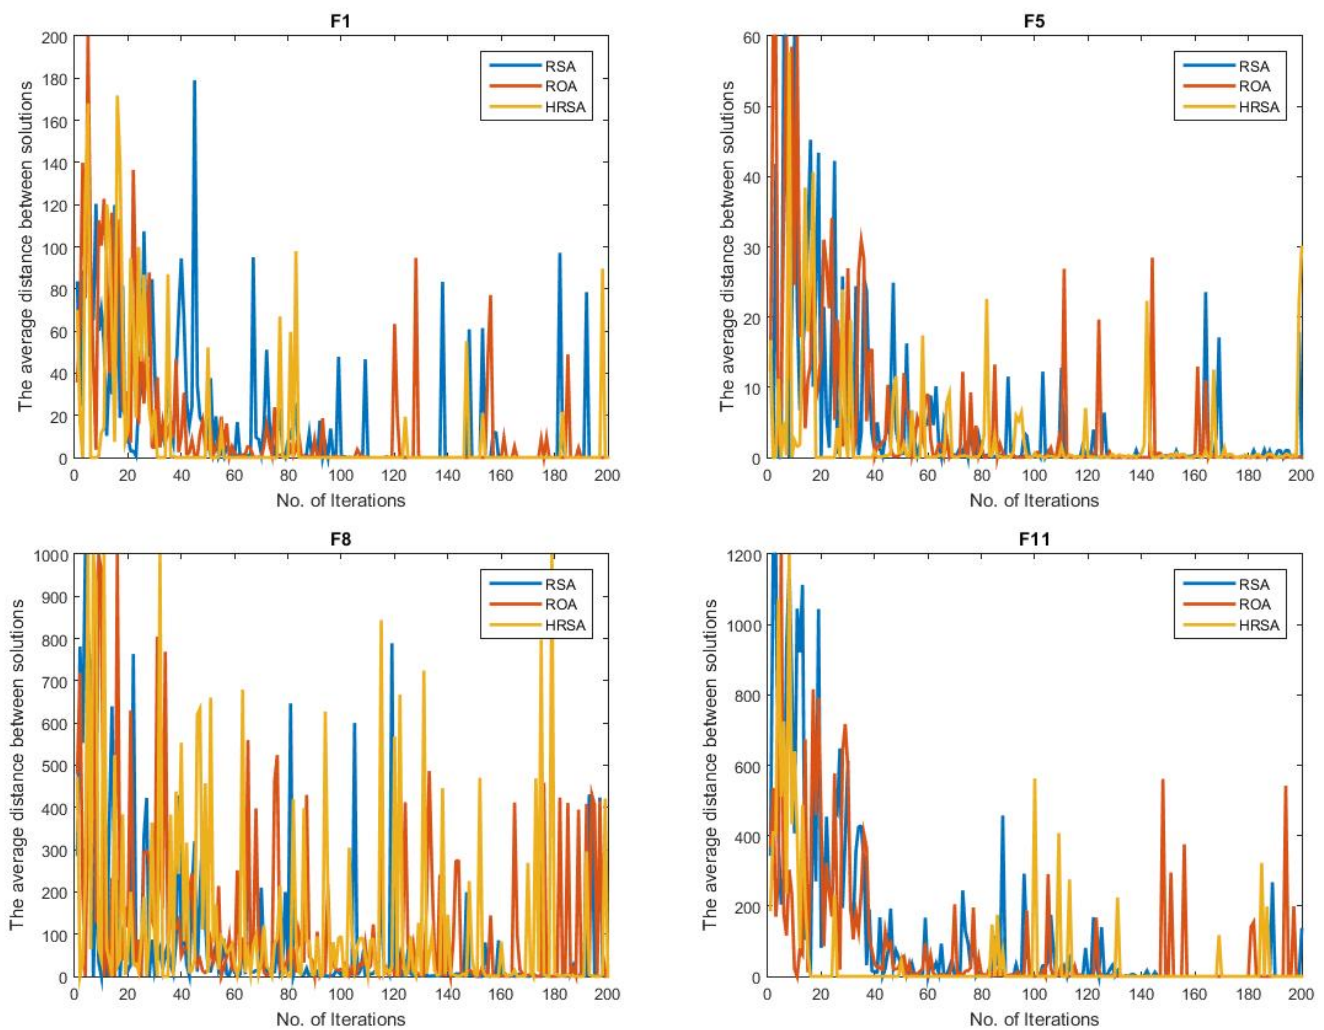 F1
The average distance between solutions
200
180
160
140
120
100
80
60
40
20
0
RSA
ROA
HRSA
0 20 40 60 80 100 120 140 160 180 200
No. of Iterations
F5
The average distance between solutions
60
50
40
30
20
10
0
RSA
ROA
HRSA
0 20 40 60 80 100 120 140 160 180 200
No. of Iterations
F8
The average distance between solutions
1000
900
800
700
600
500
400
300
200
100
0
RSA
ROA
HRSA
0 20 40 60 80 100 120 140 160 180 200
No. of Iterations
F11
The average distance between solutions
1200
1000
800
600
400
200
0
RSA
ROA
HRSA
0 20 40 60 80 100 120 140 160 180 200
No. of Iterations